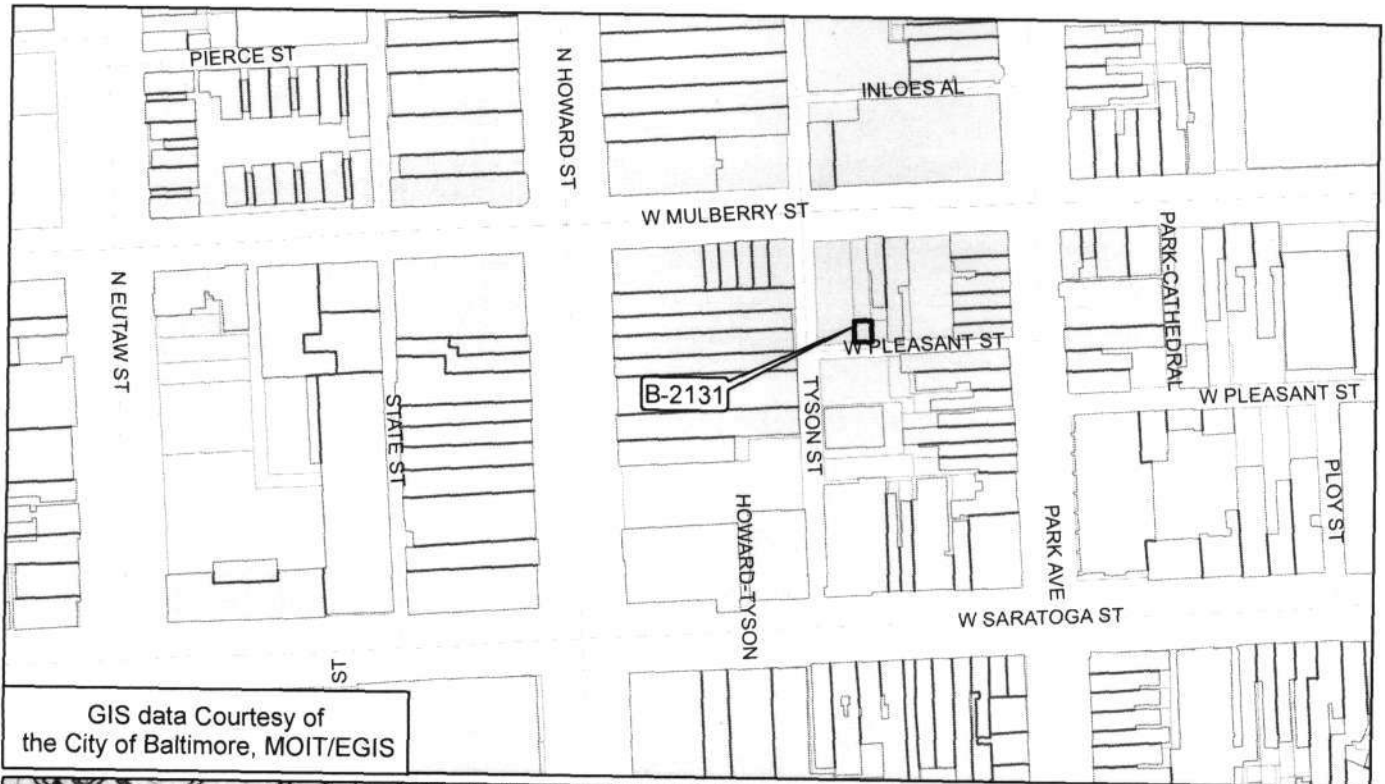 PIERCE ST
N HOWARD ST
INLOES AL
W MULBERRY ST
N EUTAW ST
PARK-CATHEDRAL
W PLEASANT ST
B-2131
TYSON ST
W PLEASANT ST
STATE ST
PLOY ST
HOWARD-TYSON
PARK AVE
W SARATOGA ST
ST
GIS data Courtesy of
the City of Baltimore, MOIT/EGIS